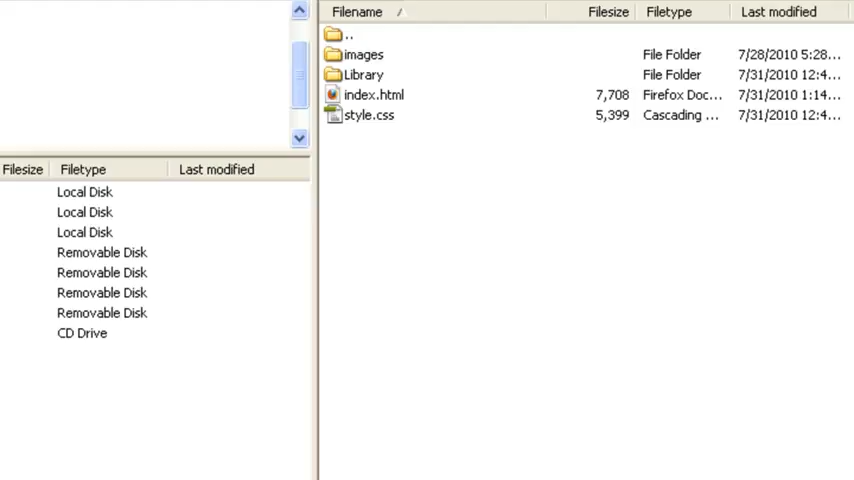 Filename Filesize Filetype Last modified
..
images File Folder 7/28/2010 5:28...
Library File Folder 7/31/2010 12:4...
index.html 7,708 Firefox Doc... 7/31/2010 1:14...
style.css 5,399 Cascading ... 7/31/2010 12:4...
Filesize Filetype Last modified
Local Disk
Local Disk
Local Disk
Removable Disk
Removable Disk
Removable Disk
Removable Disk
CD Drive